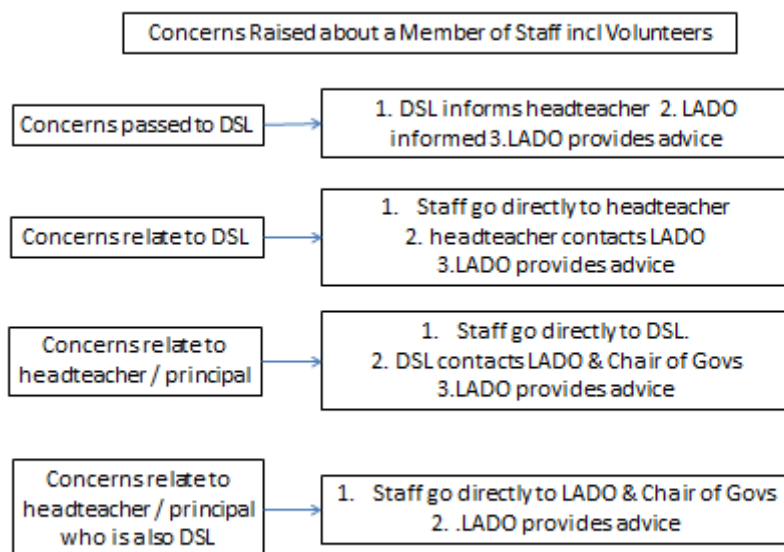 Concerns Raised about a Member of Staff incl Volunteers
Concerns passed to DSL
1. DSL informs headteacher 2. LADO
informed 3.LADO provides advice
Concerns relate to DSL
1. Staff go directly to headteacher
2. headteacher contacts LADO
3.LADO provides advice
Concerns relate to
headteacher / principal
1. Staff go directly to DSL.
2. DSL contacts LADO & Chair of Govs
3.LADO provides advice
Concerns relate to
headteacher / principal
who is also DSL
1. Staff go directly to LADO & Chair of Govs
2. .LADO provides advice